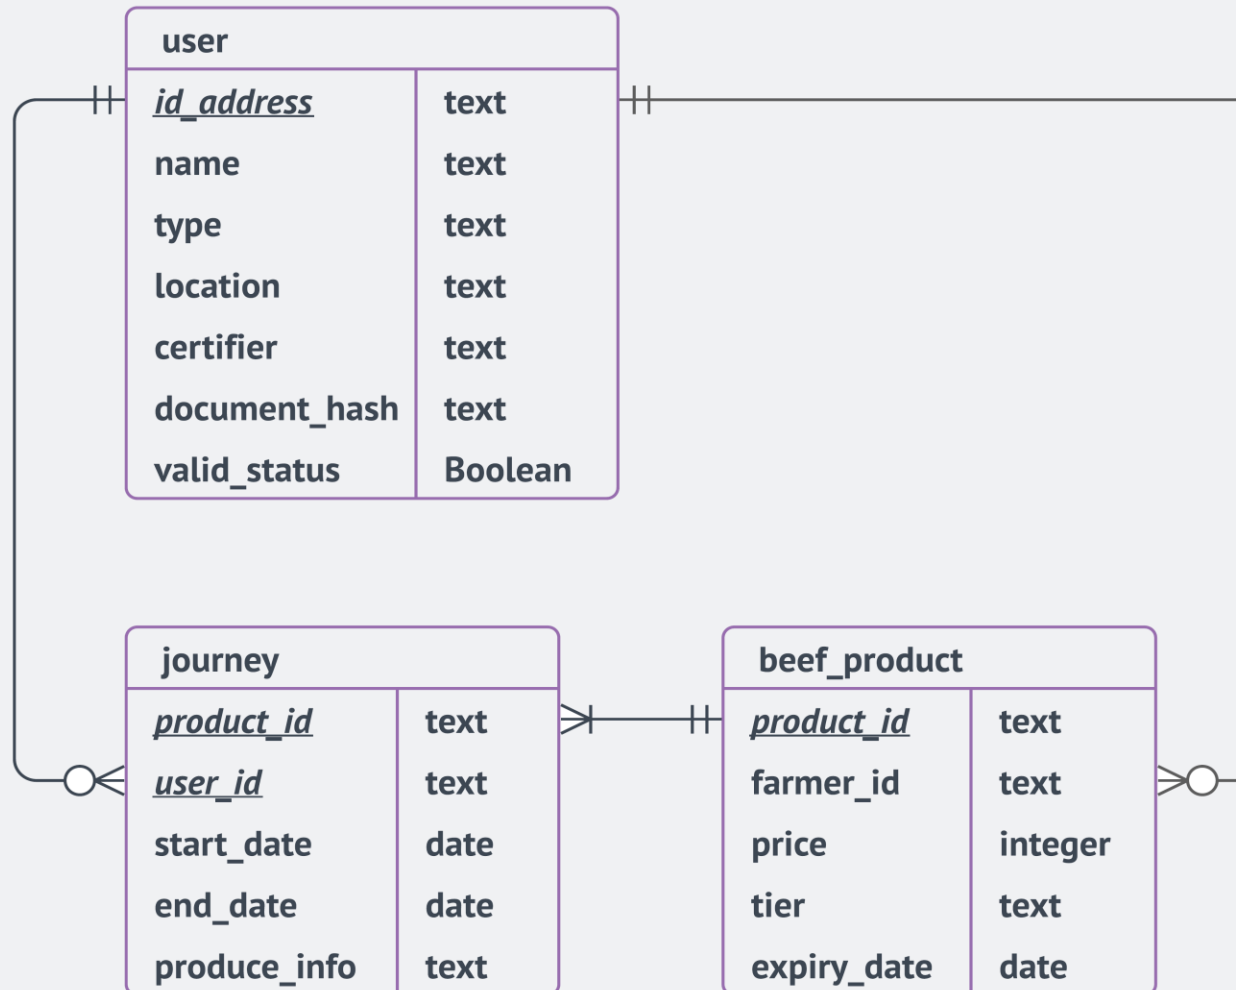 user
id_address text
name text
type text
location text
certifier text
document_hash text
valid_status Boolean
journey
product_id text
user_id text
start_date date
end_date date
produce_info text
beef_product
product_id text
farmer_id text
price integer
tier text
expiry_date date